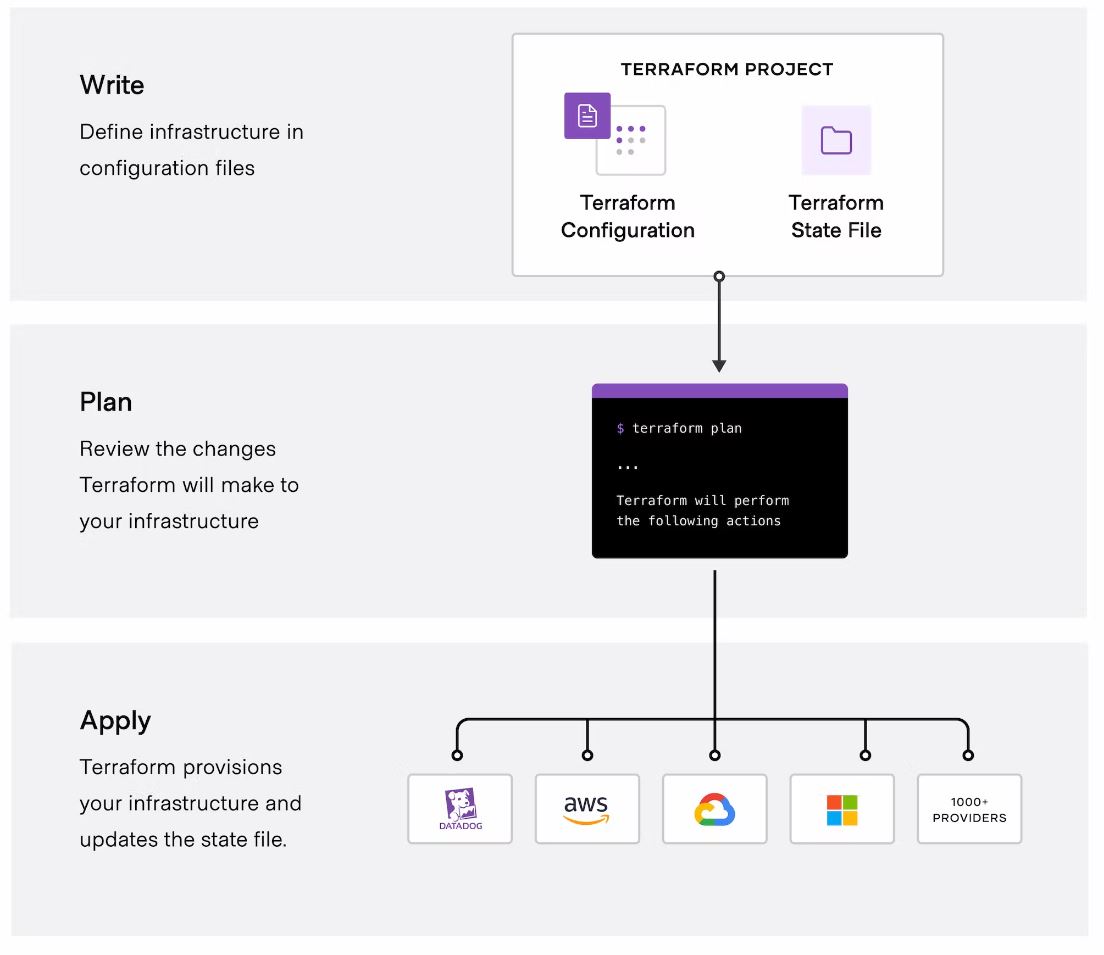 Write
Define infrastructure in
configuration files
TERRAFORM PROJECT
Terraform
Configuration
Terraform
State File
Plan
Review the changes
Terraform will make to
your infrastructure
$ terraform plan
...
Terraform will perform
the following actions
Apply
Terraform provisions
your infrastructure and
updates the state file.
DATADOG
aws
1000+
PROVIDERS